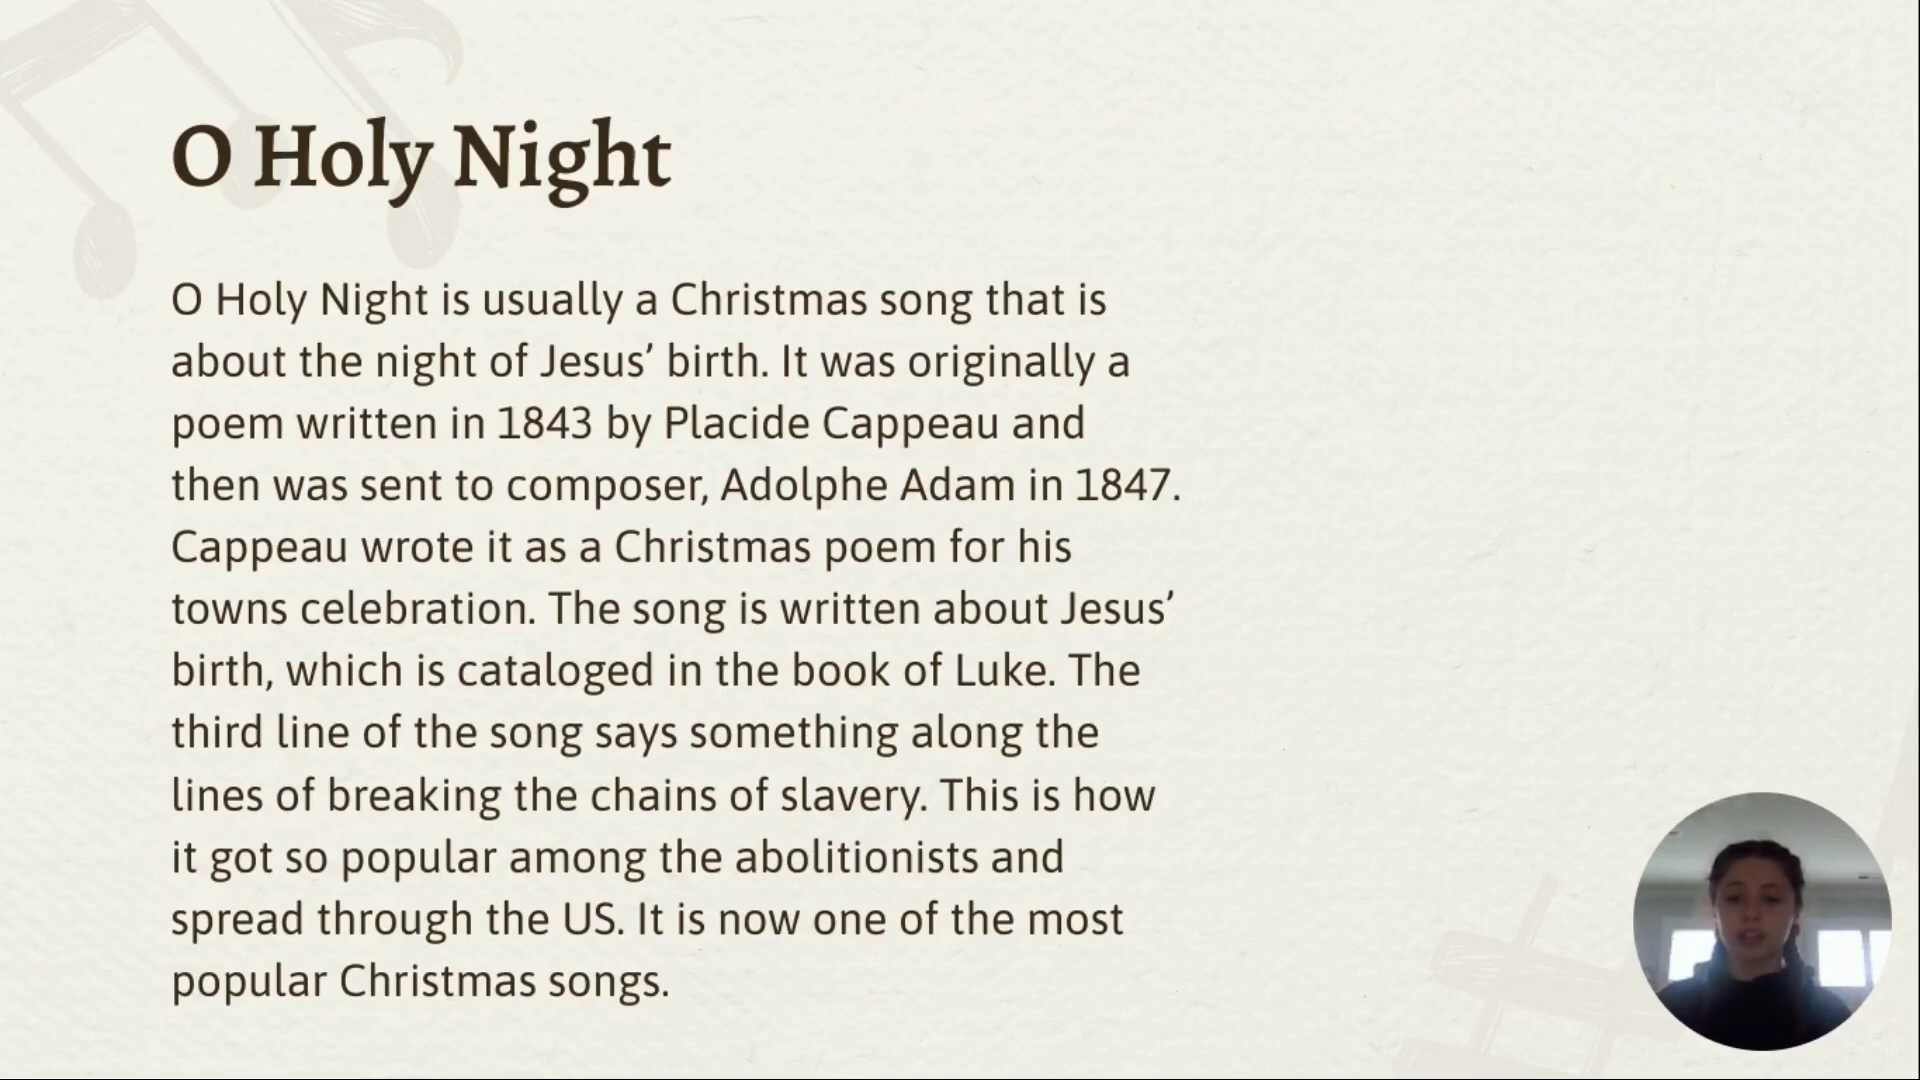 O Holy Night
O Holy Night is usually a Christmas song that is
about the night of Jesus’ birth. It was originally a
poem written in 1843 by Placide Cappeau and
then was sent to composer, Adolphe Adam in 1847.
Cappeau wrote it as a Christmas poem for his
towns celebration. The song is written about Jesus’
birth, which is cataloged in the book of Luke. The
third line of the song says something along the
lines of breaking the chains of slavery. This is how
it got so popular among the abolitionists and
spread through the US. It is now one of the most
popular Christmas songs.